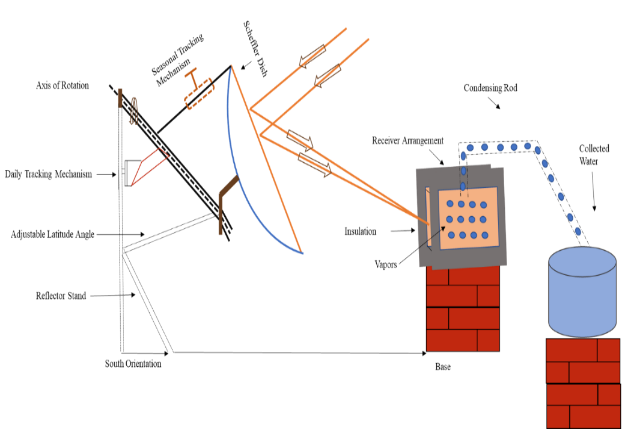 Scheffler Dish
Seasonal Tracking
Mechanism
Axis of Rotation
Condensing Rod
Receiver Arrangement
Collected
Water
Daily Tracking Mechanism
Adjustable Latitude Angle
Insulation
Vapors
Reflector Stand
South Orientation
Base